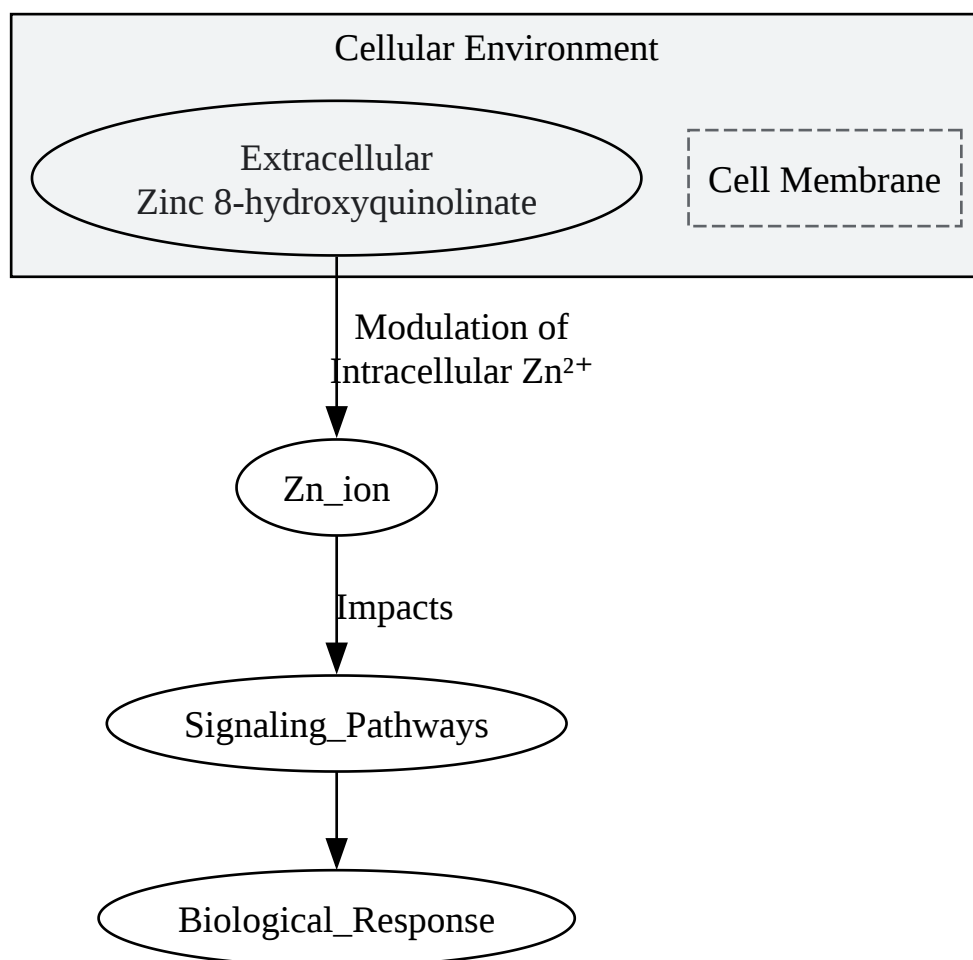 Cellular Environment
Extracellular
Zinc 8-hydroxyquinolinate
Cell Membrane
Modulation of
Intracellular Zn²⁺
Zn_ion
Impacts
Signaling_Pathways
Biological_Response